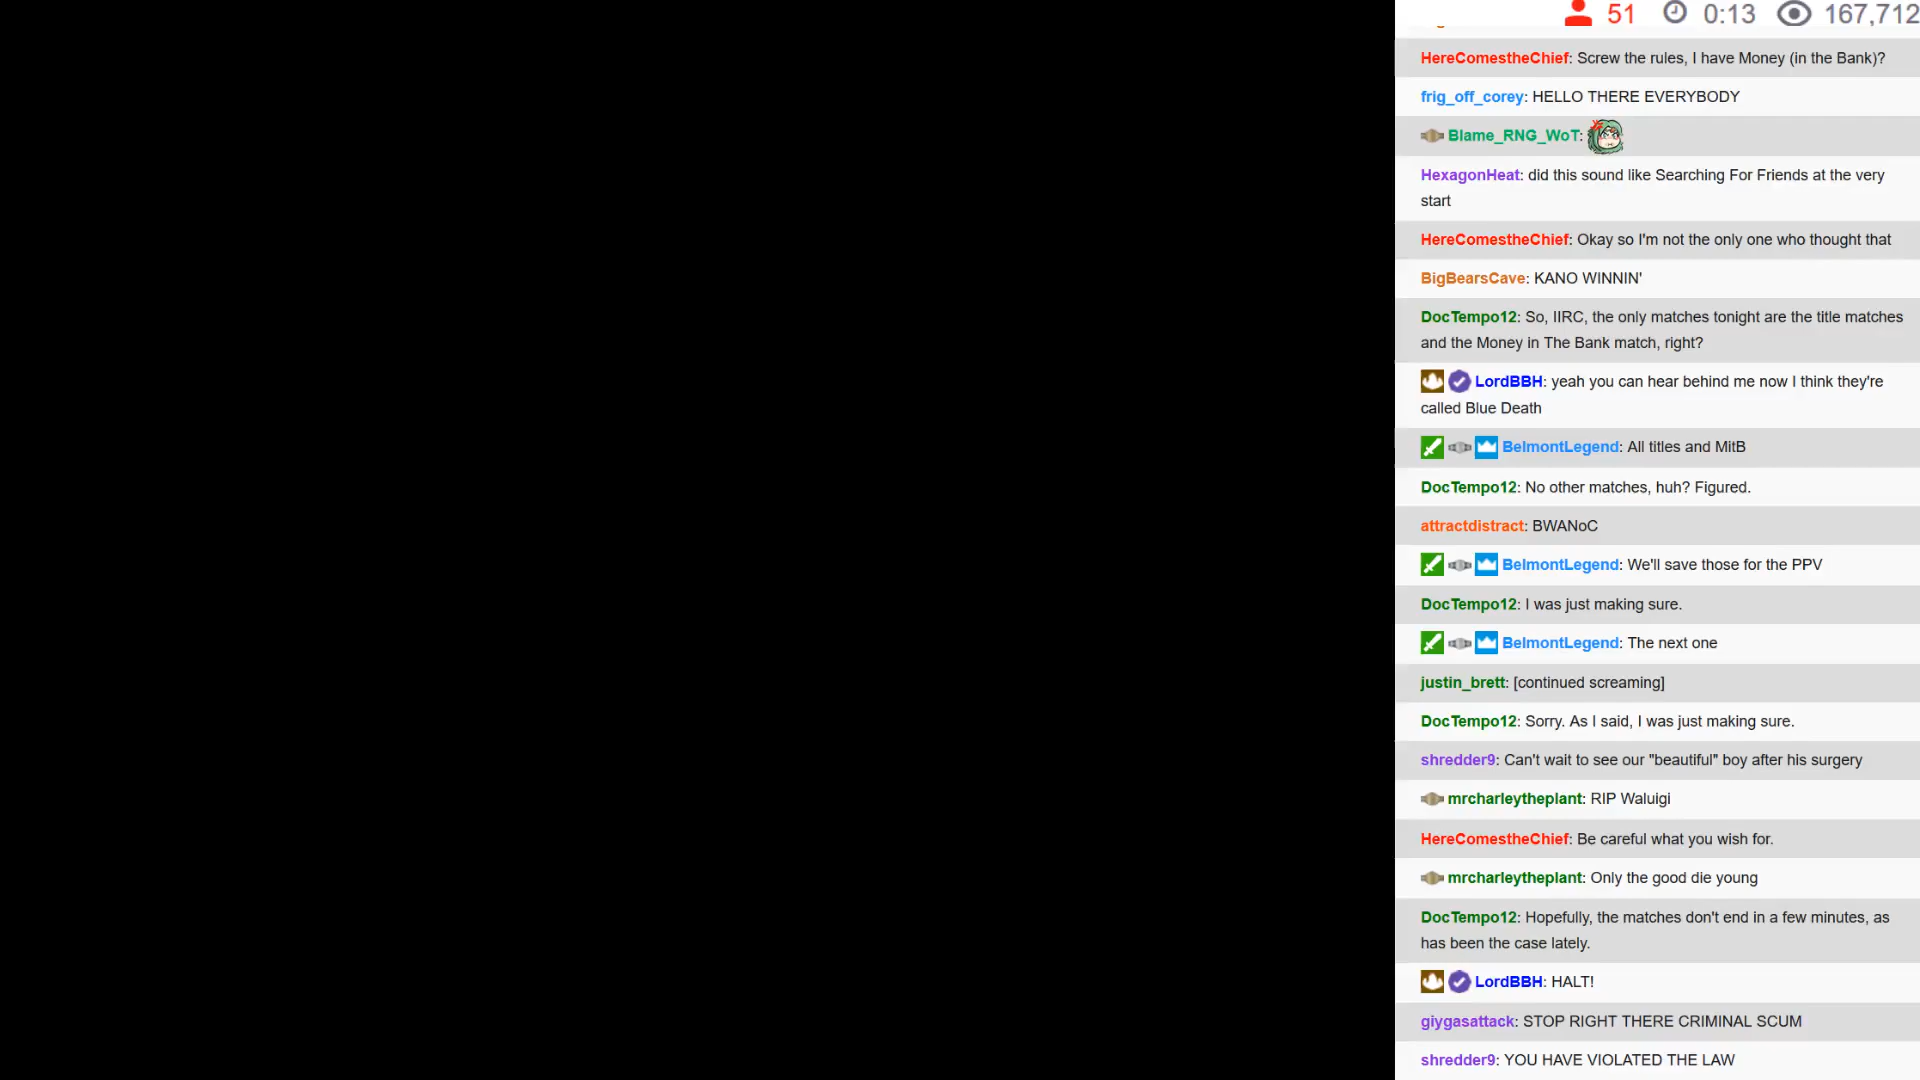 51 0:13 167,712
HereComestheChief: Screw the rules, I have Money (in the Bank)?
frig_off_corey: HELLO THERE EVERYBODY
Blame_RNG_WoT:
HexagonHeat: did this sound like Searching For Friends at the very
start
HereComestheChief: Okay so I'm not the only one who thought that
BigBearsCave: KANO WINNIN'
DocTempo12: So, IIRC, the only matches tonight are the title matches
and the Money in The Bank match, right?
LordBBH: yeah you can hear behind me now I think they're
called Blue Death
BelmontLegend: All titles and MitB
DocTempo12: No other matches, huh? Figured.
attractdistract: BWANoC
BelmontLegend: We'll save those for the PPV
DocTempo12: I was just making sure.
BelmontLegend: The next one
justin_brett: [continued screaming]
DocTempo12: Sorry. As I said, I was just making sure.
shredder9: Can't wait to see our "beautiful" boy after his surgery
mrcharleytheplant: RIP Waluigi
HereComestheChief: Be careful what you wish for.
mrcharleytheplant: Only the good die young
DocTempo12: Hopefully, the matches don't end in a few minutes, as
has been the case lately.
LordBBH: HALT!
giygasattack: STOP RIGHT THERE CRIMINAL SCUM
shredder9: YOU HAVE VIOLATED THE LAW